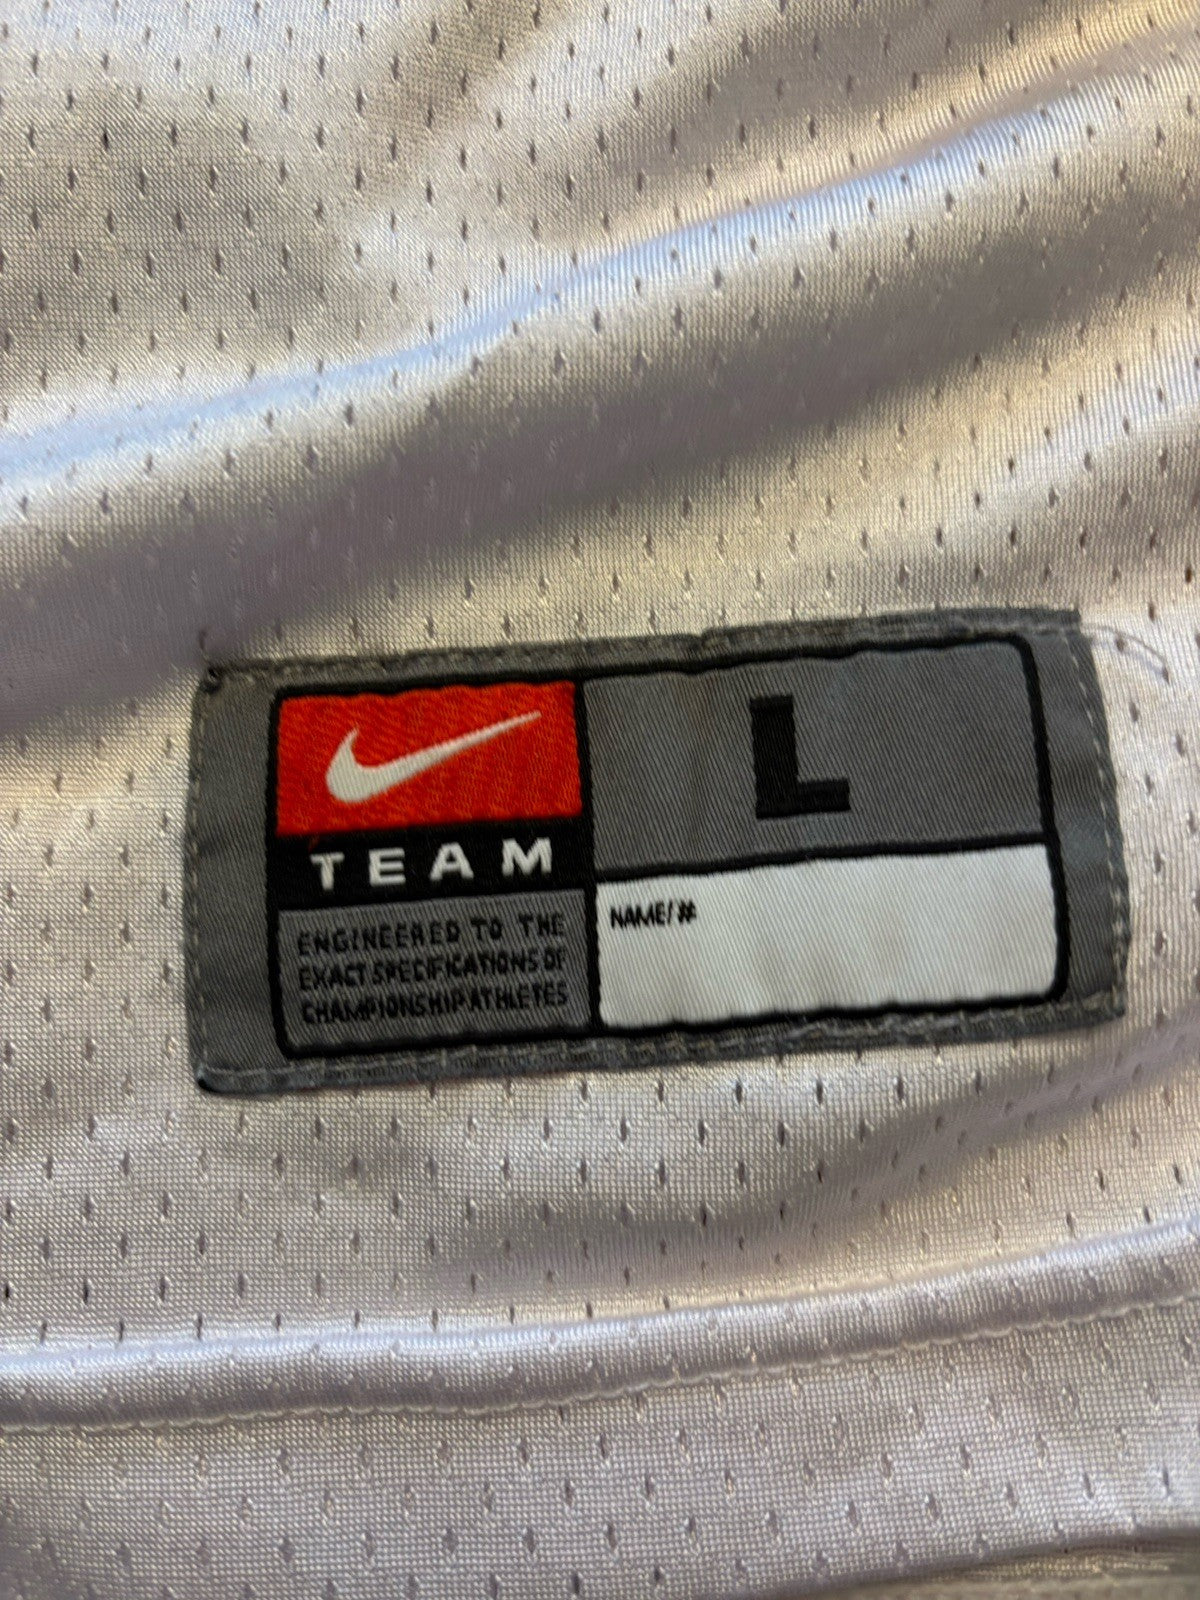 L
TEAM
NAME/#
ENGINEERED TO THE
EXACT SPECIFICATIONS OF
CHAMPIONSHIP ATHLETES